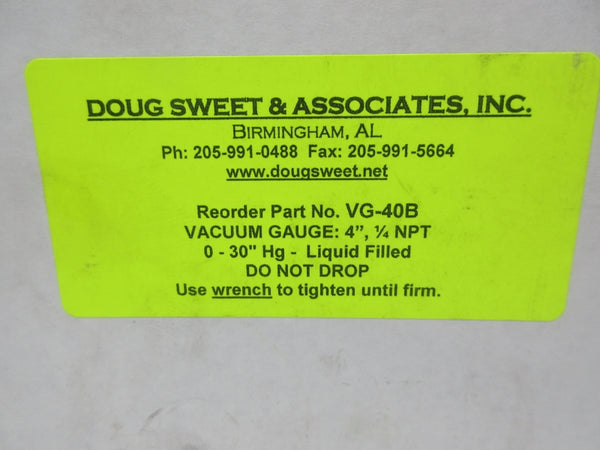 DOUG SWEET & ASSOCIATES, INC.
BIRMINGHAM, AL
Ph: 205-991-0488 Fax: 205-991-5664
www.dougsweet.net
Reorder Part No. VG-40B
VACUUM GAUGE: 4”, ¼ NPT
0 - 30" Hg - Liquid Filled
DO NOT DROP
Use wrench to tighten until firm.